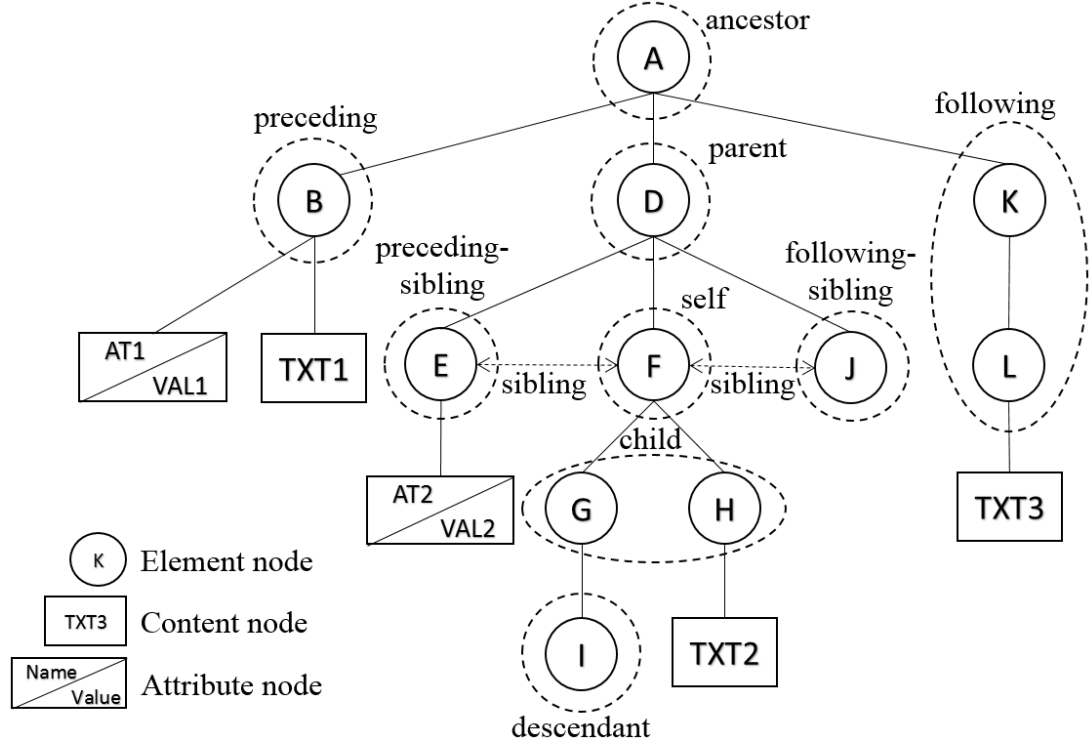 ancestor
A
following
preceding
parent
B
D
K
preceding-
sibling
following-
sibling
self
AT1
VAL1
TXT1
E
sibling
F
sibling
J
L
child
AT2
VAL2
G
H
TXT3
K
Element node
TXT3
Content node
Name
Value
Attribute node
I
TXT2
descendant